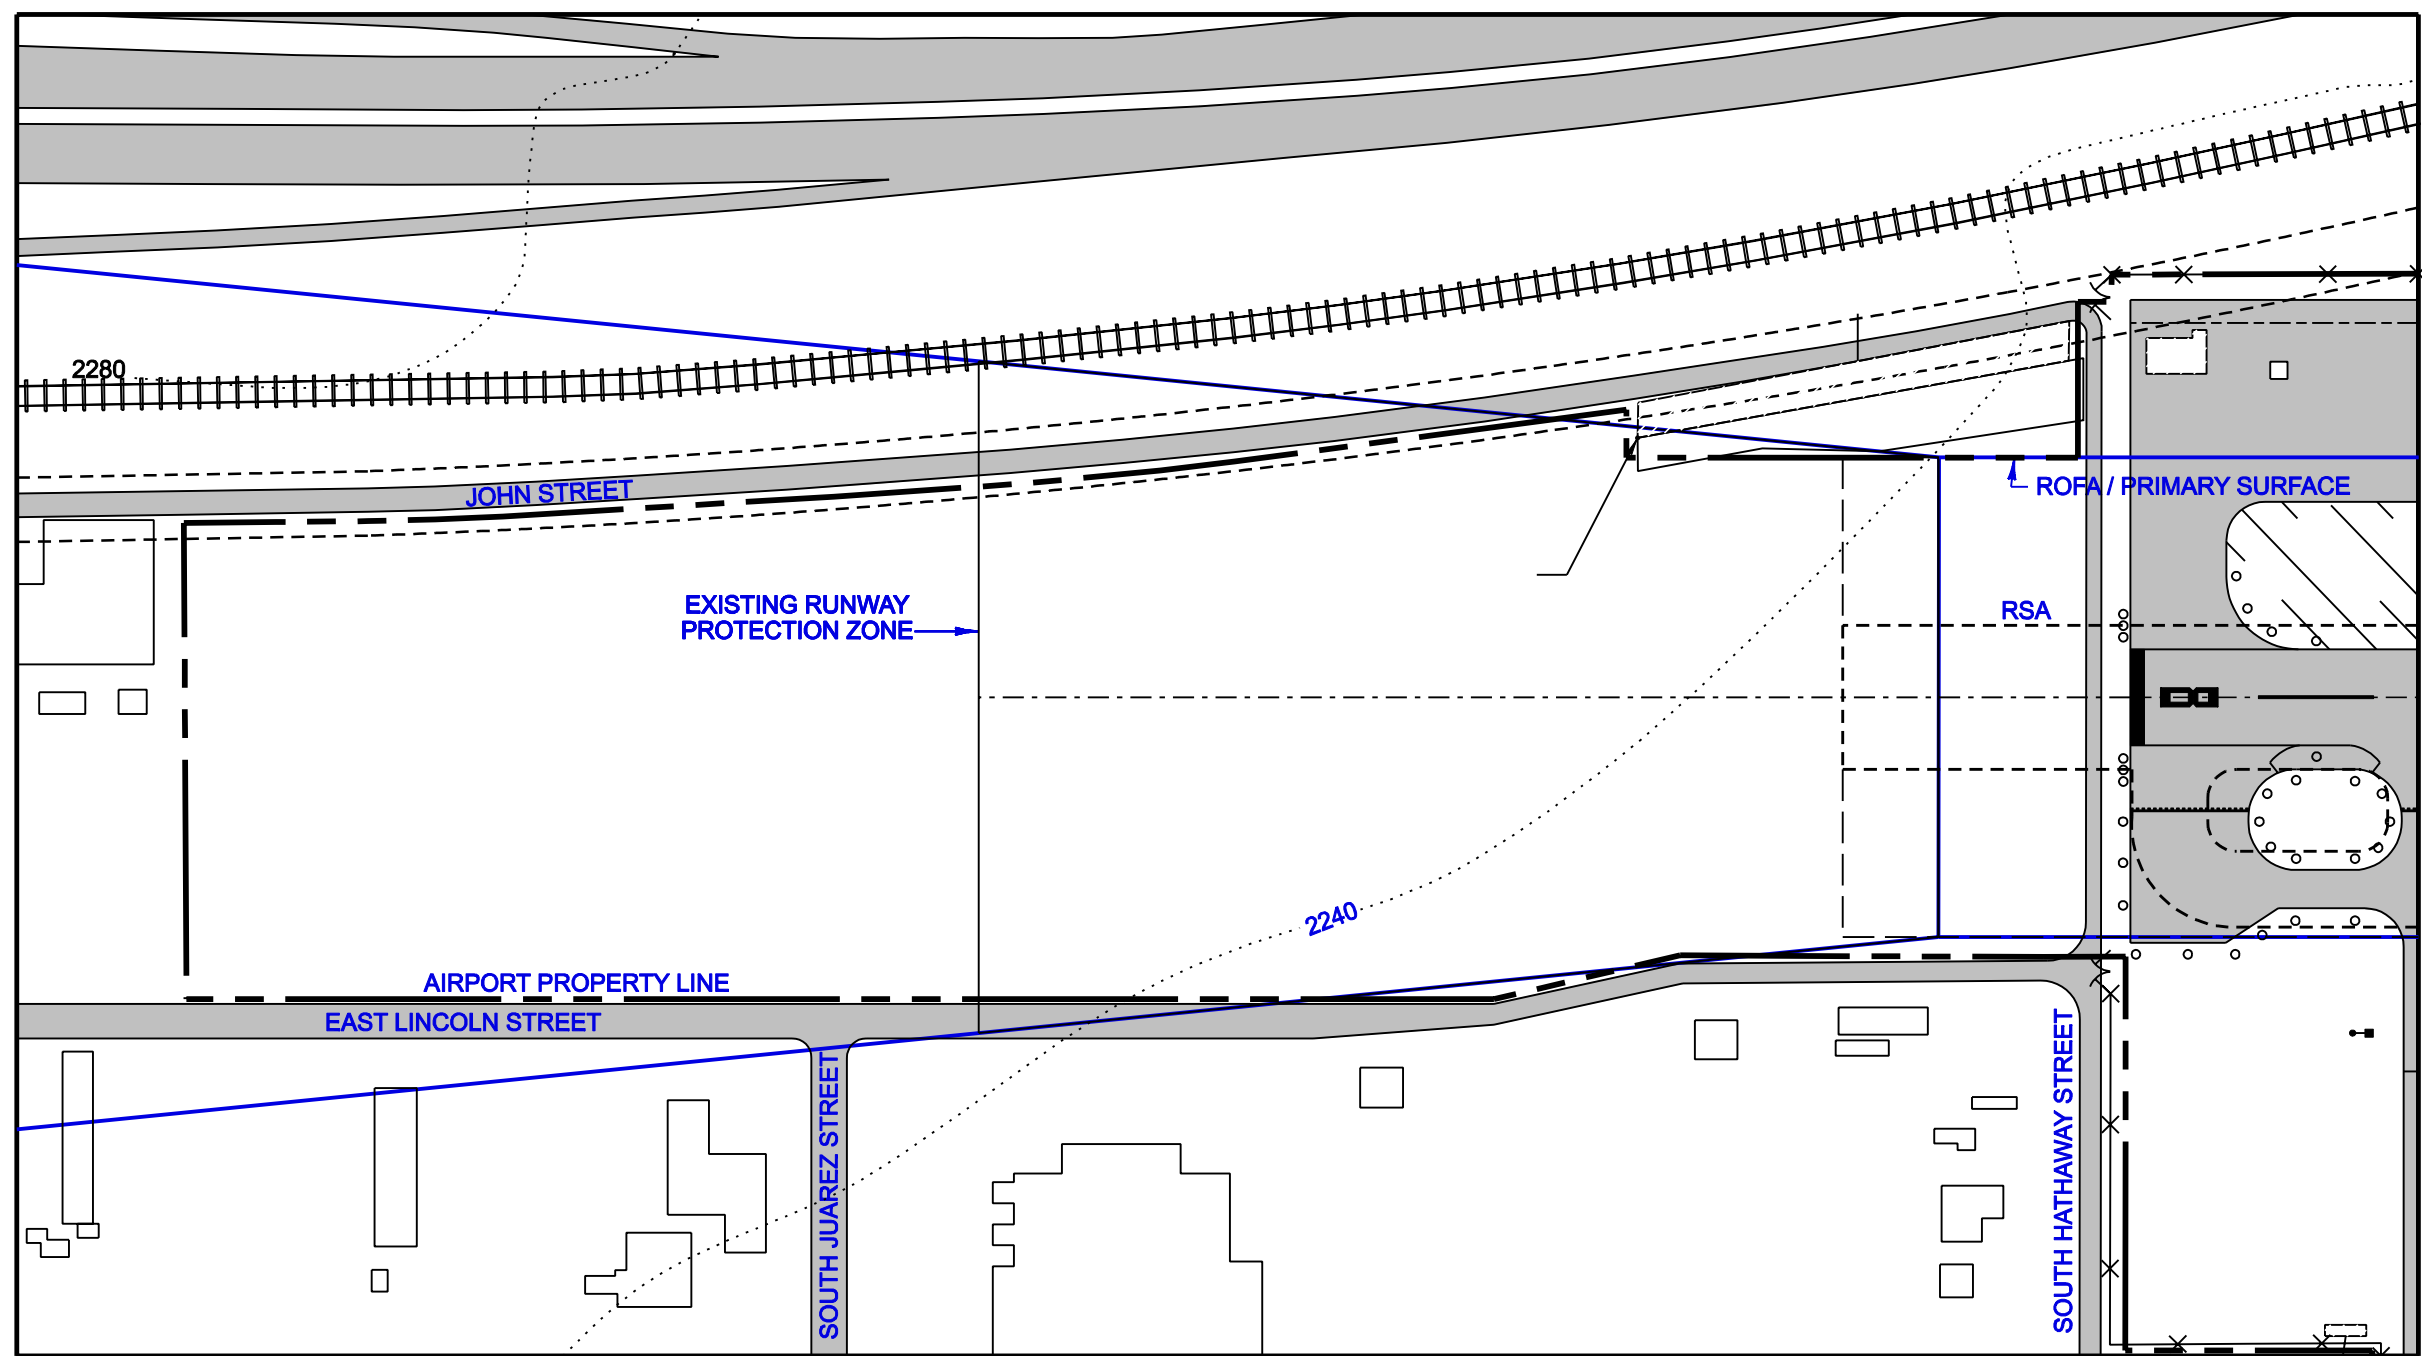 2280
JOHN STREET
ROFA / PRIMARY SURFACE
EXISTING RUNWAY
PROTECTION ZONE
RSA
2240
AIRPORT PROPERTY LINE
EAST LINCOLN STREET
SOUTH JUAREZ STREET
SOUTH HATHAWAY STREET